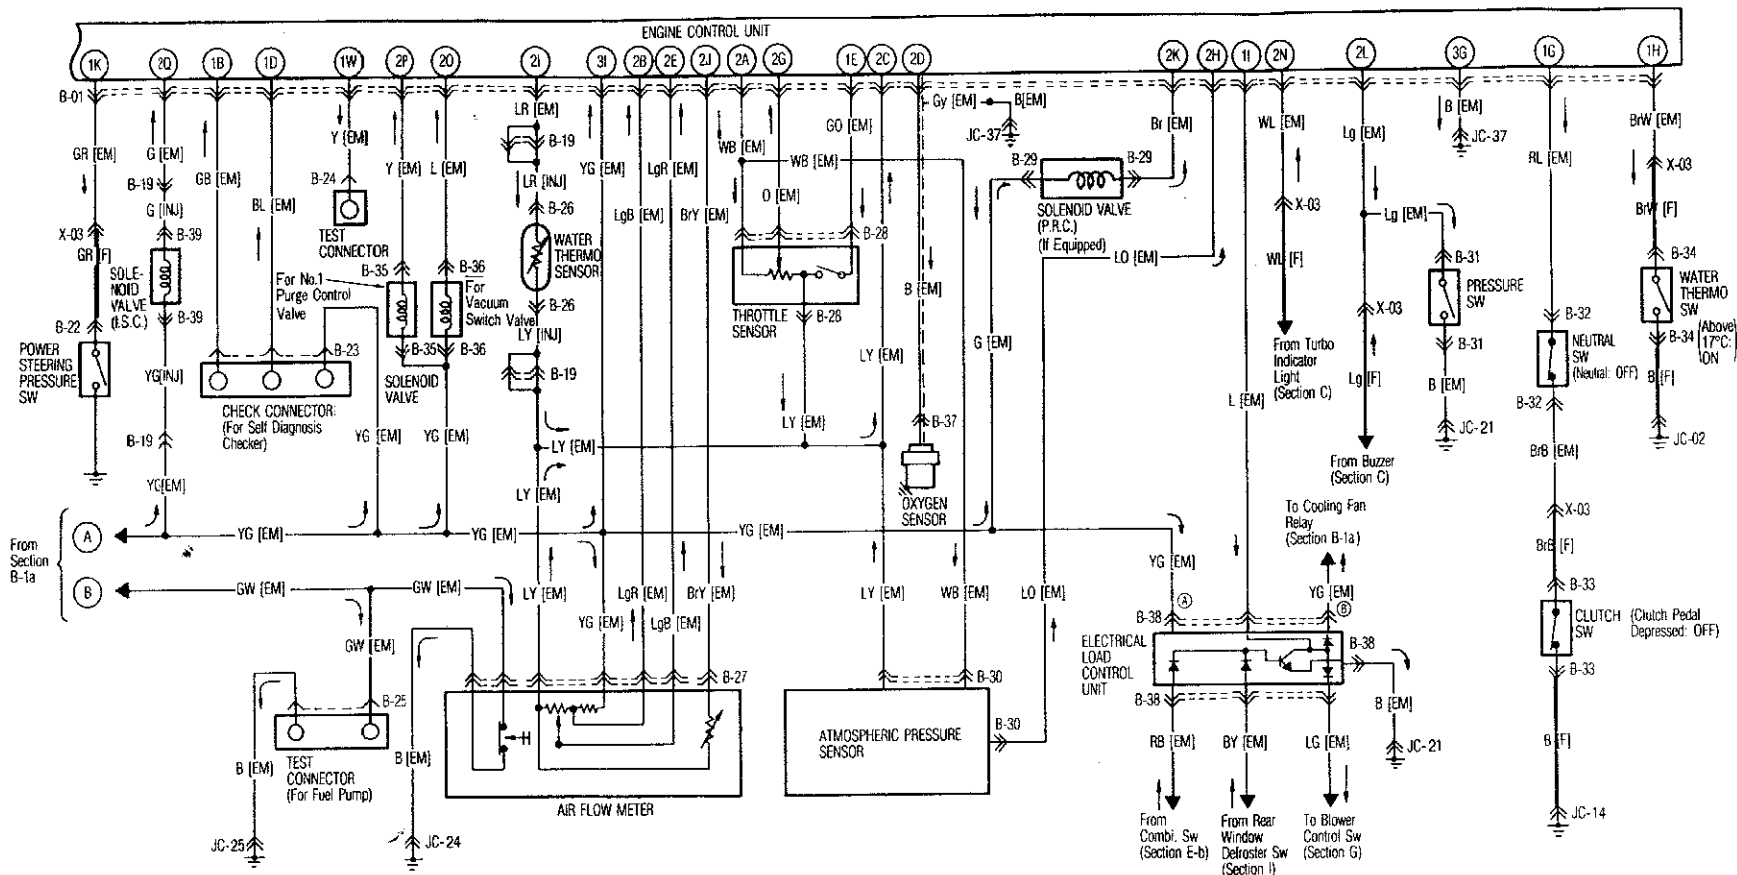 ENGINE CONTROL UNIT
1K 2Q 1B 1D 1W 2P 2O 2I 3I 2B 2E 2J 2A 2G 1E 2C 2D 2K 2H 1I 2N 2L 3G 1G 1H
B-01
GR [EM]
X-03
GR [F]
B-22
POWER
STEERING
PRESSURE
SW
G [EM]
B-19
G [INJ]
B-39
SOLE-
NOID
VALVE
(I.S.C.)
B-39
YG [INJ]
B-19
YG [EM]
GB [EM]
BL [EM]
B-23
CHECK CONNECTOR
(For Self Diagnosis
Checker)
Y [EM]
B-24
TEST
CONNECTOR
For No.1
Purge Control
Valve
Y [EM]
B-35
B-35
SOLENOID
VALVE
L [EM]
B-36
For
Vacuum
Switch Valve
B-36
YG [EM]
YG [EM]
LR [EM]
B-19
LR [INJ]
B-26
WATER
THERMO
SENSOR
B-26
LY [INJ]
B-19
LY [EM]
LY [EM]
YG [EM]
LgB [EM]
LgR [EM]
BrY [EM]
WB [EM]
WB [EM]
O [EM]
GO [EM]
B-28
THROTTLE
SENSOR
B-28
LY [EM]
LY [EM]
Gy [EM]
B [EM]
JC-37
B [EM]
B-37
OXYGEN
SENSOR
G [EM]
B-29
B-29
SOLENOID VALVE
(P.R.C.)
(If Equipped)
Br [EM]
LO [EM]
L [EM]
WL [EM]
X-03
WL [F]
From Turbo
Indicator
Light
(Section C)
Lg [EM]
Lg [EM]
X-03
Lg [F]
From Buzzer
(Section C)
B-31
PRESSURE
SW
B-31
B [EM]
JC-21
B [EM]
JC-37
RL [EM]
B-32
NEUTRAL
SW
(Neutral: OFF)
B-32
BrB [EM]
X-03
BrB [F]
B-33
CLUTCH
SW
(Clutch Pedal
Depressed: OFF)
B-33
B [F]
JC-14
BrW [EM]
X-03
BrW [F]
B-34
WATER
THERMO
SW
(Above
17°C:
ON
B-34
B [F]
JC-02
From
Section
B-1a
A
YG [EM]
YG [EM]
YG [EM]
YG [EM]
B
GW [EM]
GW [EM]
GW [EM]
B-25
TEST
CONNECTOR
(For Fuel Pump)
B [EM]
JC-25
B [EM]
JC-24
LY [EM]
YG [EM]
LgR [EM]
LgB [EM]
BrY [EM]
B-27
AIR FLOW METER
LY [EM]
WB [EM]
B-30
ATMOSPHERIC PRESSURE
SENSOR
B-30
LO [EM]
YG [EM]
A
B-38
To Cooling Fan
Relay
(Section B-1a)
YG [EM]
B
ELECTRICAL
LOAD
CONTROL
UNIT
B-38
B [EM]
JC-21
B-38
RB [EM]
BY [EM]
LG [EM]
From
Combi. Sw
(Section E-b)
From Rear
Window
Defroster Sw
(Section I)
To Blower
Control Sw
(Section G)